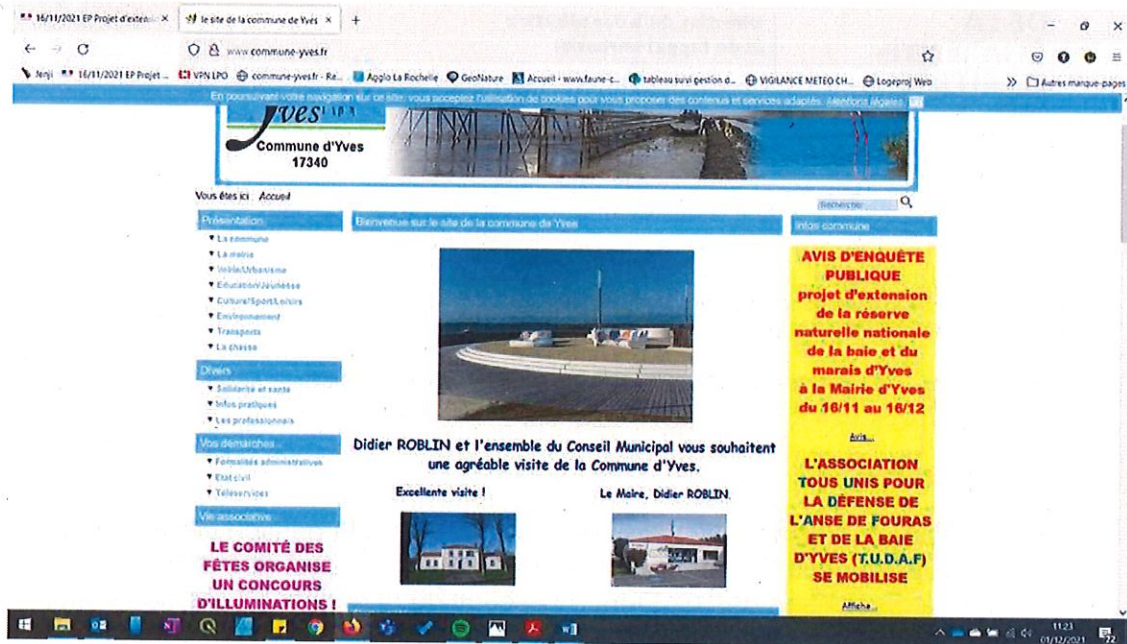 16/11/2021 EP Projet d'extensi
le site de la commune de Yves
www.commune-yves.fr
Jenji
16/11/2021 EP Projet ...
VPN LPO
commune-yves.fr - Re...
Agglo La Rochelle
GeoNature
Accueil - www.faune-c...
tableau suivi gestion d...
VIGILANCE METEO CH...
Logeproj Web
Autres marque-pages
En poursuivant votre navigation sur ce site, vous acceptez l'utilisation de cookies pour vous proposer des contenus et services adaptés. Mentions légales.
Yves
Commune d'Yves
17340
Vous êtes ici : Accueil
Rechercher
Présentation
La commune
La mairie
Voirie/Urbanisme
Education/Jeunesse
Culture/Sport/Loisirs
Environnement
Transports
La chasse
Divers
Solidarité et santé
Infos pratiques
Les professionnels
Vos démarches
Formalités administratives
Etat civil
Téléservices
Vie associative
LE COMITÉ DES
FÊTES ORGANISE
UN CONCOURS
D'ILLUMINATIONS !
Bienvenue sur le site de la commune de Yves
Didier ROBLIN et l'ensemble du Conseil Municipal vous souhaitent
une agréable visite de la Commune d'Yves.
Excellente visite !
Le Maire, Didier ROBLIN.
Infos commune
AVIS D'ENQUÊTE
PUBLIQUE
projet d'extension
de la réserve
naturelle nationale
de la baie et du
marais d'Yves
à la Mairie d'Yves
du 16/11 au 16/12
Avis...
L'ASSOCIATION
TOUS UNIS POUR
LA DÉFENSE DE
L'ANSE DE FOURAS
ET DE LA BAIE
D'YVES (T.U.D.A.F)
SE MOBILISE
Affiche...
11:23
01/12/2021
22